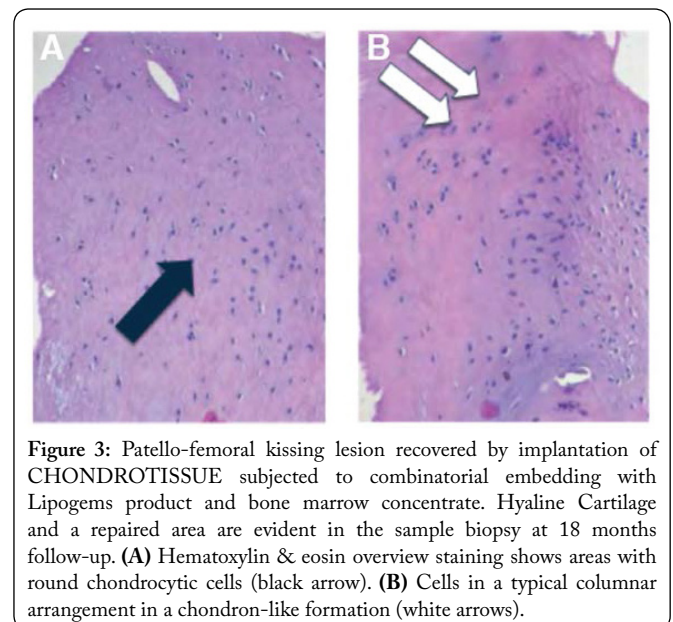 A
B
Figure 3: Patello-femoral kissing lesion recovered by implantation of
CHONDROTISSUE subjected to combinatorial embedding with
Lipogems product and bone marrow concentrate. Hyaline Cartilage
and a repaired area are evident in the sample biopsy at 18 months
follow-up. (A) Hematoxylin & eosin overview staining shows areas with
round chondrocytic cells (black arrow). (B) Cells in a typical columnar
arrangement in a chondron-like formation (white arrows).